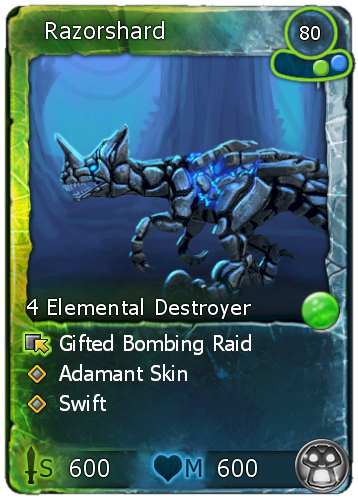 Razorshard
80
4 Elemental Destroyer
Gifted Bombing Raid
Adamant Skin
Swift
S 600 M 600